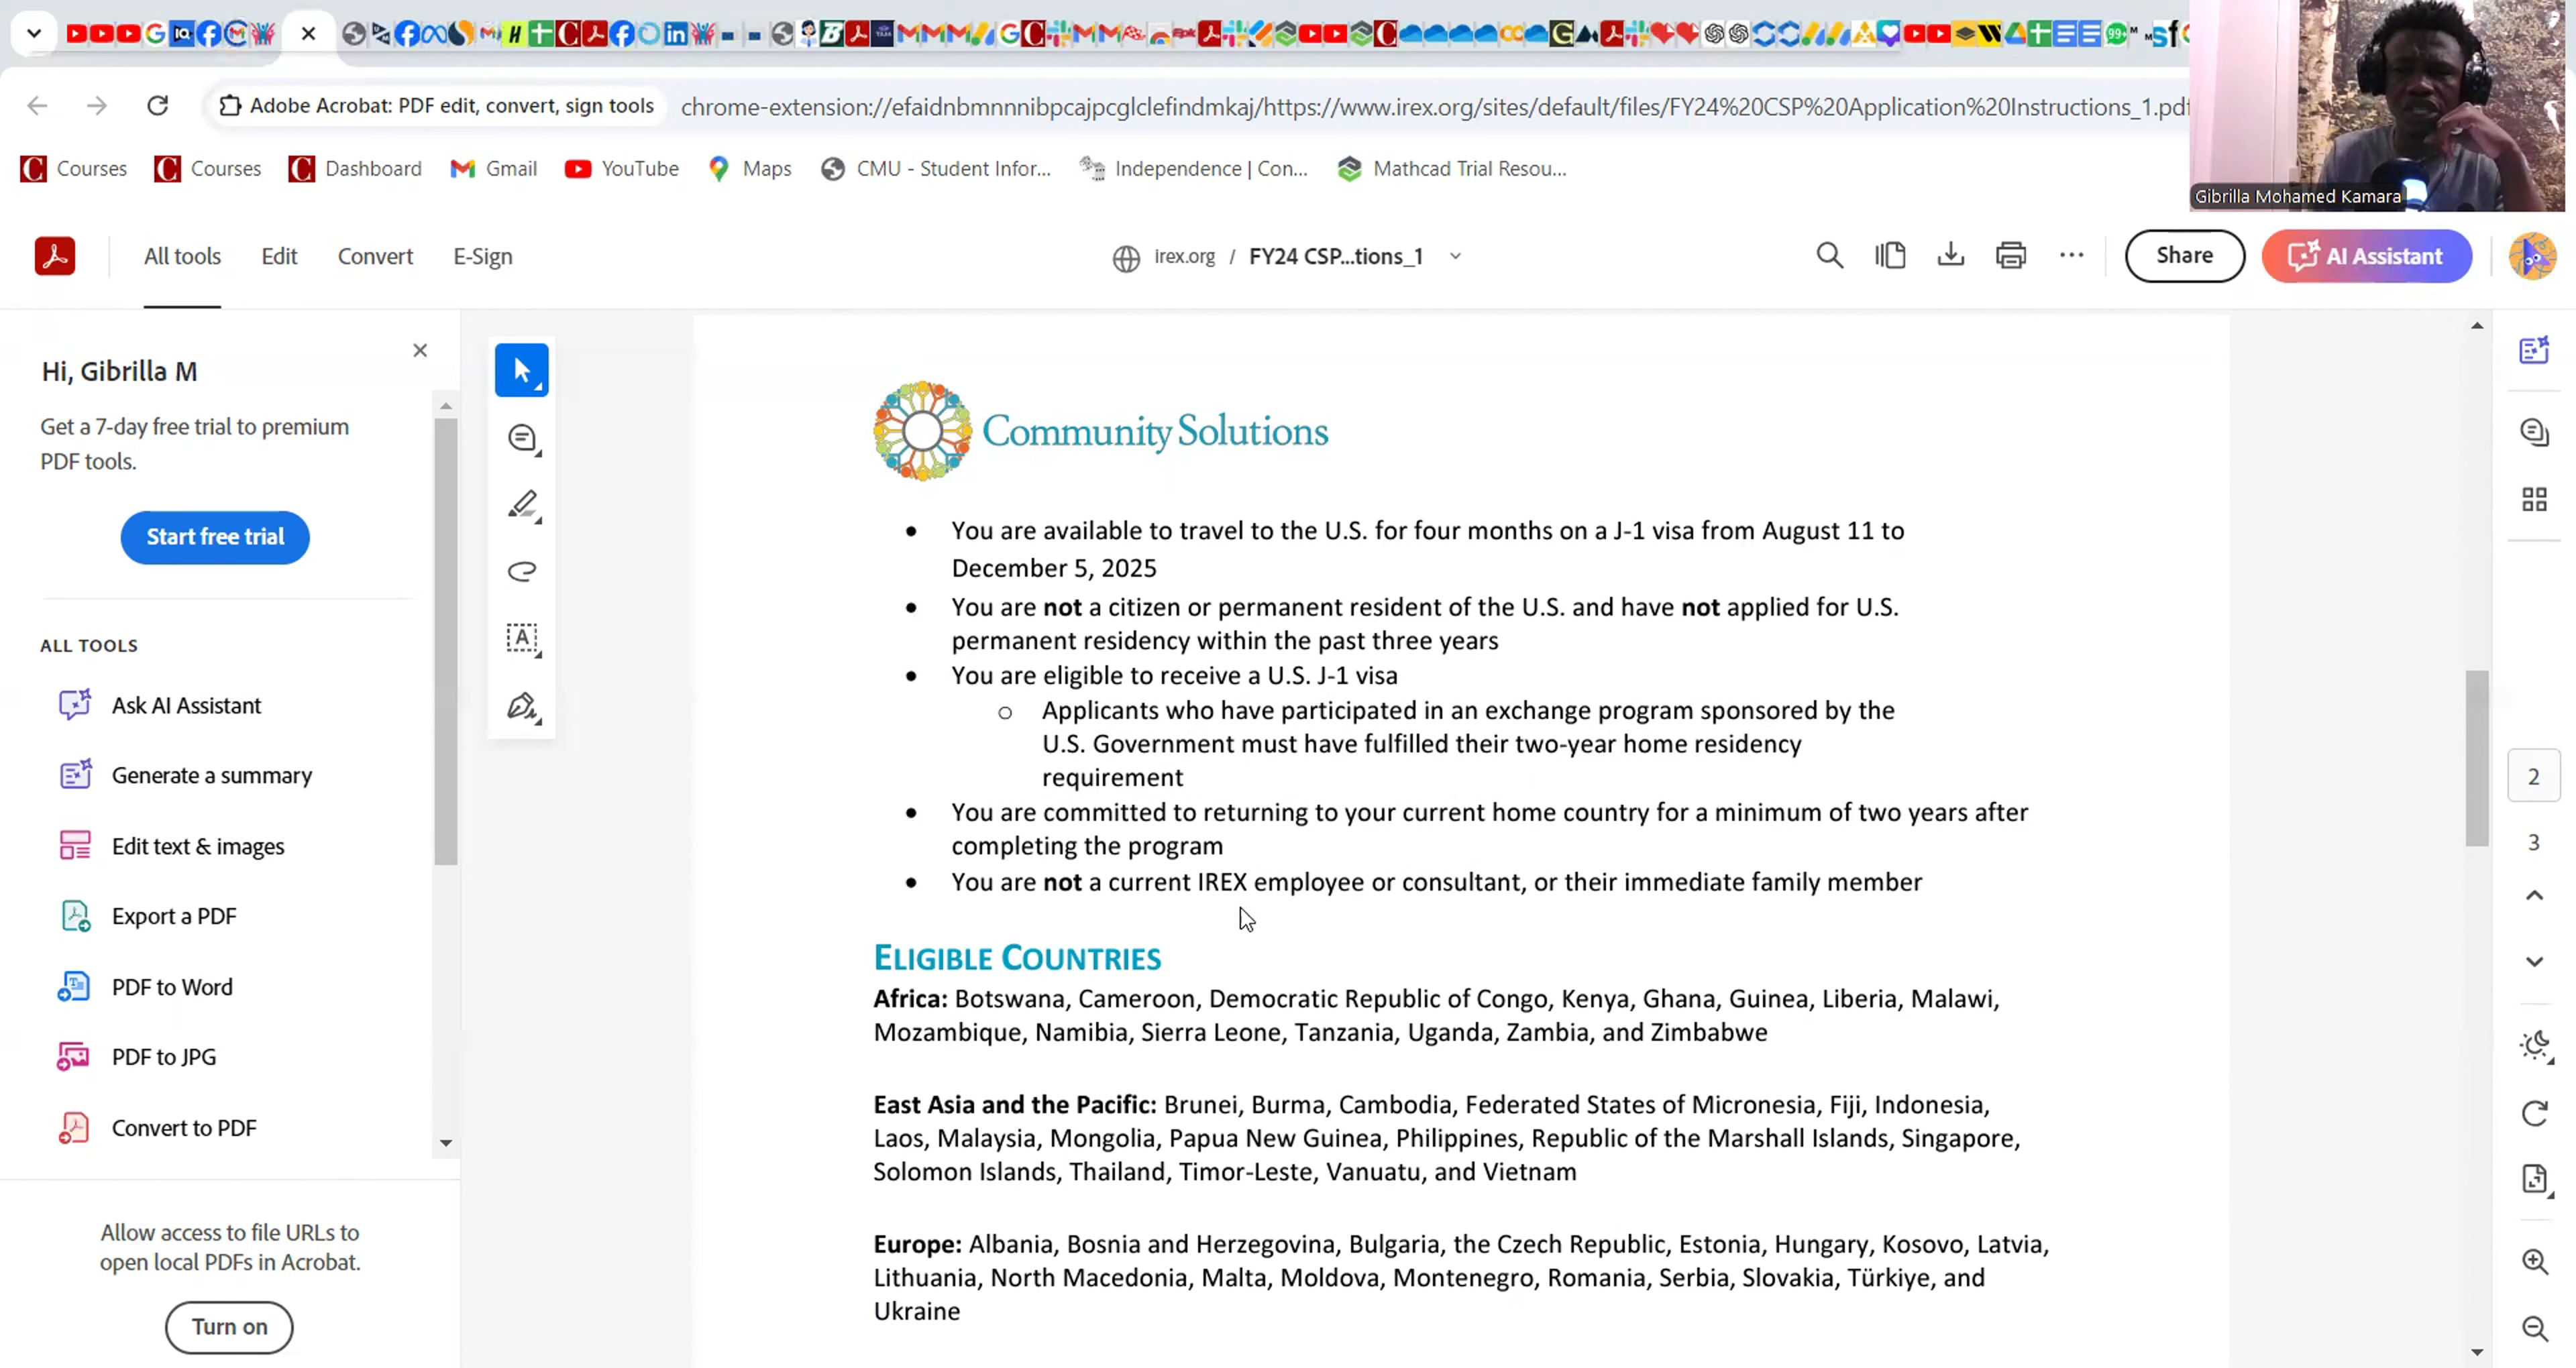 Adobe Acrobat: PDF edit, convert, sign tools
chrome-extension://efaidnbmnnnibpcajpcglclefindmkaj/https://www.irex.org/sites/default/files/FY24%20CSP%20Application%20Instructions_1.pdf
Courses
Courses
Dashboard
Gmail
YouTube
Maps
CMU - Student Infor...
Independence | Con...
Mathcad Trial Resou...
Gibrilla Mohamed Kamara
All tools
Edit
Convert
E-Sign
irex.org / FY24 CSP...tions_1
Share
AI Assistant
Hi, Gibrilla M
Get a 7-day free trial to premium
PDF tools.
Start free trial
ALL TOOLS
Ask AI Assistant
Generate a summary
Edit text & images
Export a PDF
PDF to Word
PDF to JPG
Convert to PDF
Allow access to file URLs to
open local PDFs in Acrobat.
Turn on
Community Solutions
• You are available to travel to the U.S. for four months on a J-1 visa from August 11 to
December 5, 2025
• You are not a citizen or permanent resident of the U.S. and have not applied for U.S.
permanent residency within the past three years
• You are eligible to receive a U.S. J-1 visa
o Applicants who have participated in an exchange program sponsored by the
U.S. Government must have fulfilled their two-year home residency
requirement
• You are committed to returning to your current home country for a minimum of two years after
completing the program
• You are not a current IREX employee or consultant, or their immediate family member
ELIGIBLE COUNTRIES
Africa: Botswana, Cameroon, Democratic Republic of Congo, Kenya, Ghana, Guinea, Liberia, Malawi,
Mozambique, Namibia, Sierra Leone, Tanzania, Uganda, Zambia, and Zimbabwe
East Asia and the Pacific: Brunei, Burma, Cambodia, Federated States of Micronesia, Fiji, Indonesia,
Laos, Malaysia, Mongolia, Papua New Guinea, Philippines, Republic of the Marshall Islands, Singapore,
Solomon Islands, Thailand, Timor-Leste, Vanuatu, and Vietnam
Europe: Albania, Bosnia and Herzegovina, Bulgaria, the Czech Republic, Estonia, Hungary, Kosovo, Latvia,
Lithuania, North Macedonia, Malta, Moldova, Montenegro, Romania, Serbia, Slovakia, Türkiye, and
Ukraine
2
3